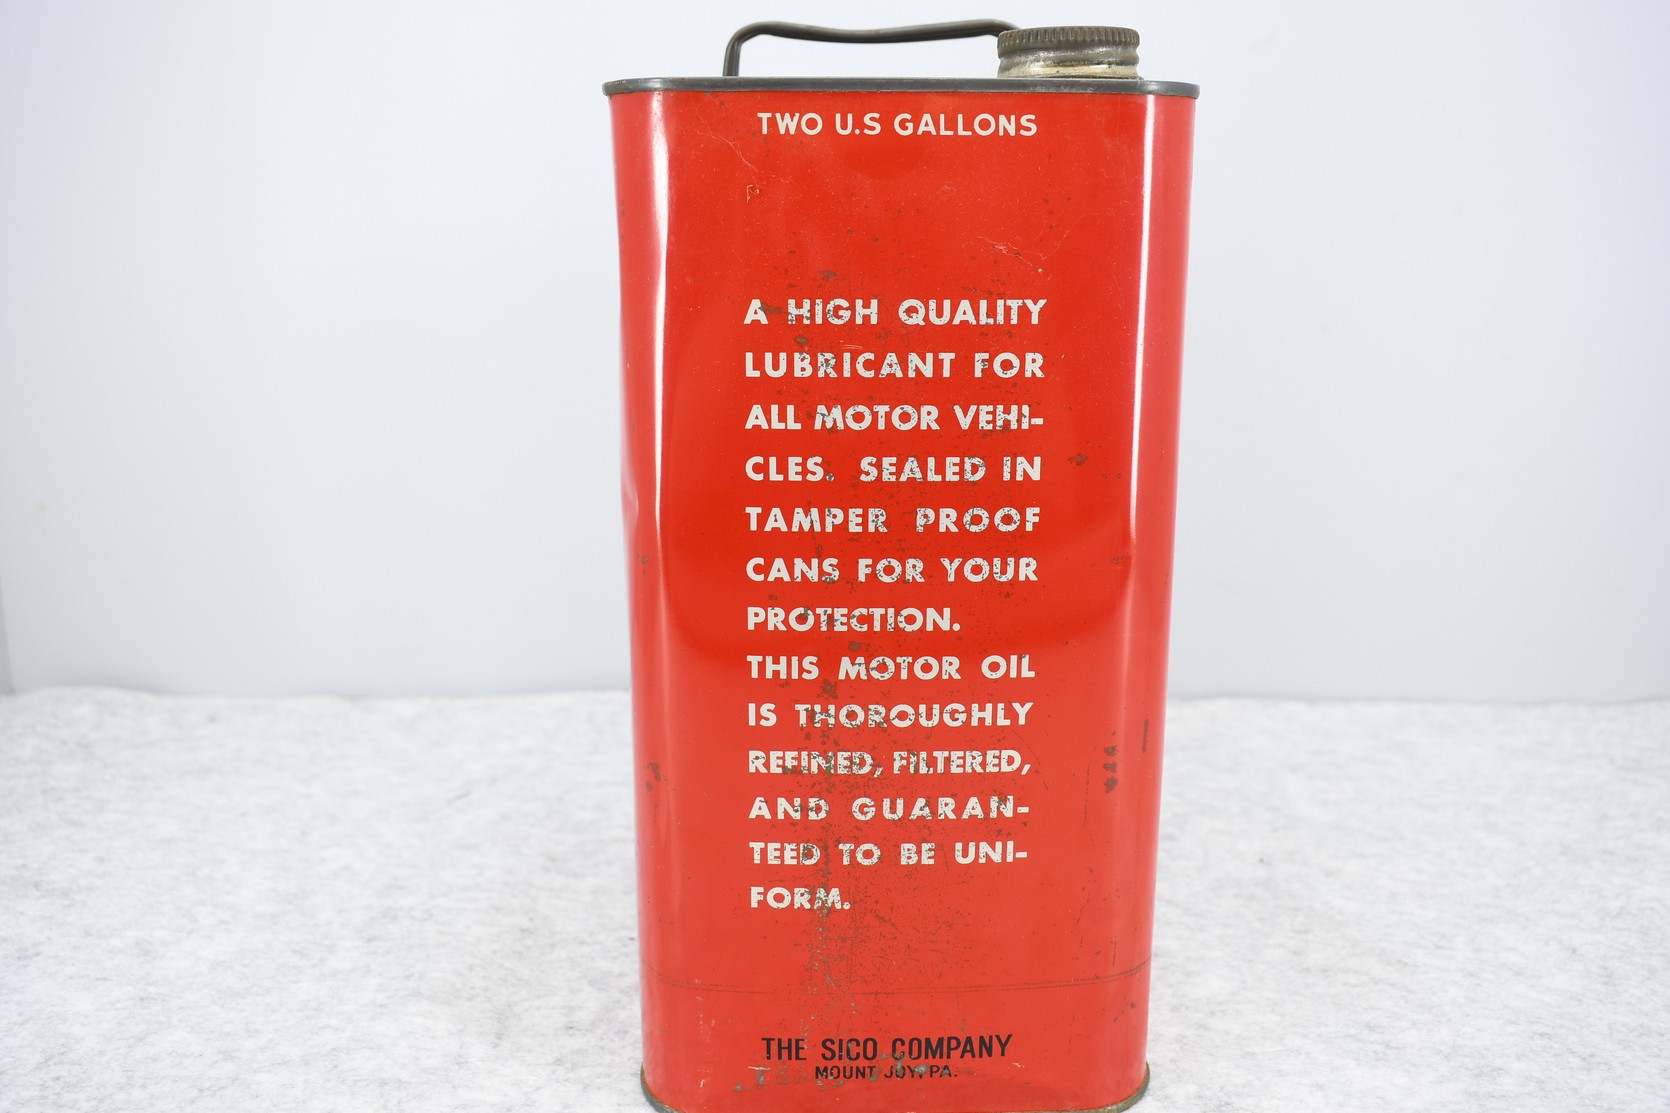 TWO U.S GALLONS
A HIGH QUALITY
LUBRICANT FOR
ALL MOTOR VEHI-
CLES. SEALED IN
TAMPER PROOF
CANS FOR YOUR
PROTECTION.
THIS MOTOR OIL
IS THOROUGHLY
REFINED, FILTERED,
AND GUARAN-
TEED TO BE UNI-
FORM.
THE SICO COMPANY
MOUNT JOY, PA.